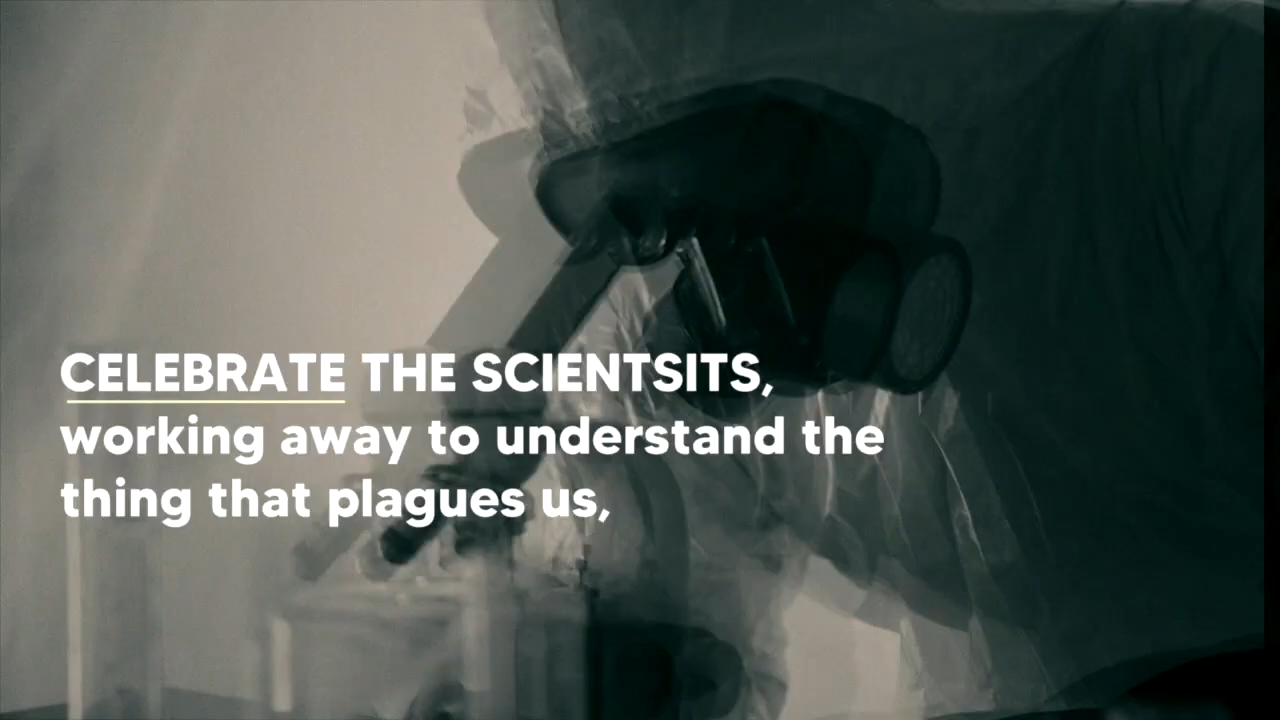 CELEBRATE THE SCIENTSITS,
working away to understand the
thing that plagues us,